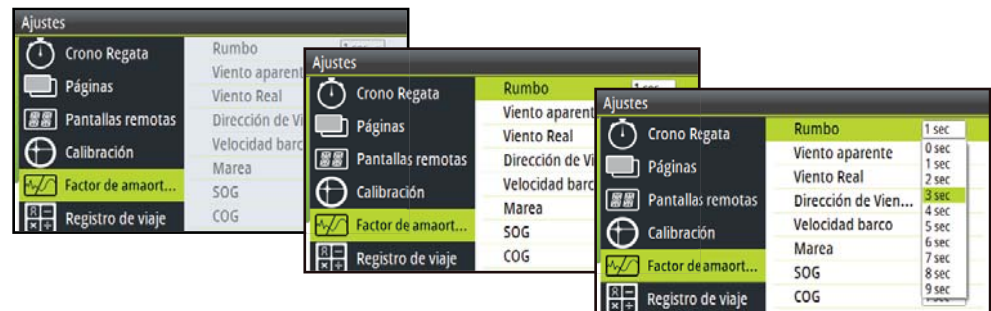 Ajustes
Crono Regata
Páginas
Pantallas remotas
Calibración
Factor de amaort...
Registro de viaje
Rumbo
Viento aparent
Viento Real
Dirección de Vi
Velocidad barc
Marea
SOG
COG
Ajustes
Crono Regata
Páginas
Pantallas remotas
Calibración
Factor de amaort...
Registro de viaje
Rumbo
Viento aparent
Viento Real
Dirección de Vi
Velocidad barc
Marea
SOG
COG
Ajustes
Crono Regata
Páginas
Pantallas remotas
Calibración
Factor de amaort...
Registro de viaje
Rumbo 1 sec
Viento aparente
Viento Real
Dirección de Vien...
Velocidad barco
Marea
SOG
COG
0 sec
1 sec
2 sec
3 sec
4 sec
5 sec
6 sec
7 sec
8 sec
9 sec